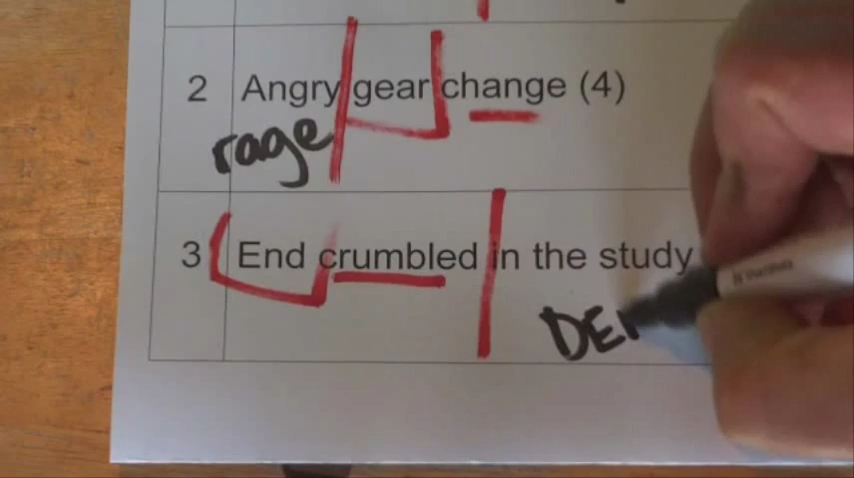 2 Angry gear change (4)
rage
3 End crumbled in the study
DE